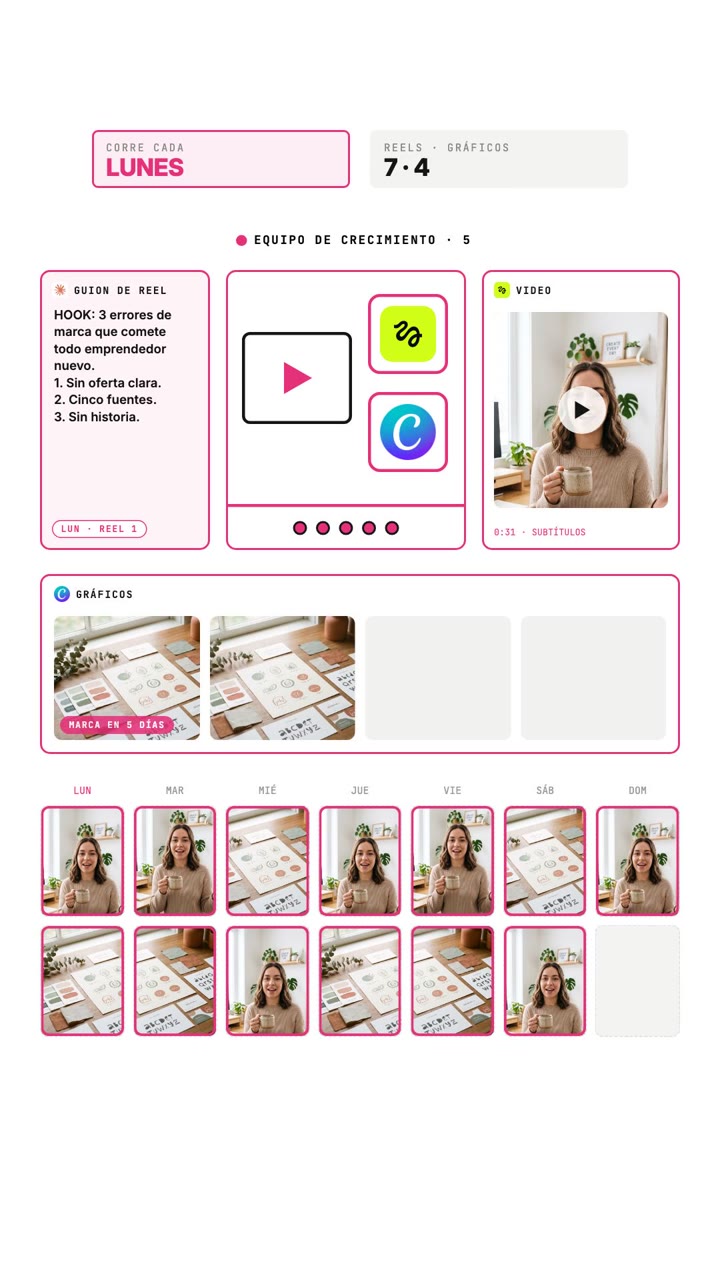 CORRE CADA
LUNES
REELS · GRÁFICOS
7·4
EQUIPO DE CRECIMIENTO · 5
GUION DE REEL
HOOK: 3 errores de
marca que comete
todo emprendedor
nuevo.
1. Sin oferta clara.
2. Cinco fuentes.
3. Sin historia.
LUN · REEL 1
VIDEO
0:31 · SUBTÍTULOS
GRÁFICOS
MARCA EN 5 DÍAS
LUN
MAR
MIÉ
JUE
VIE
SÁB
DOM